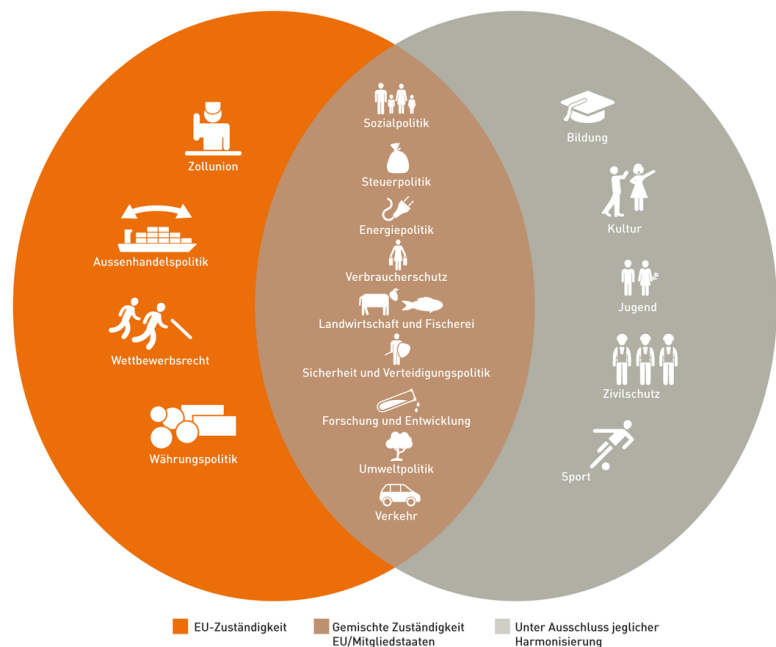 Zollunion
Aussenhandelspolitik
Wettbewerbsrecht
Währungspolitik
Sozialpolitik
Steuerpolitik
Energiepolitik
Verbraucherschutz
Landwirtschaft und Fischerei
Sicherheit und Verteidigungspolitik
Forschung und Entwicklung
Umweltpolitik
Verkehr
Bildung
Kultur
Jugend
Zivilschutz
Sport
EU-Zuständigkeit
Gemischte Zuständigkeit
EU/Mitgliedstaaten
Unter Ausschluss jeglicher
Harmonisierung